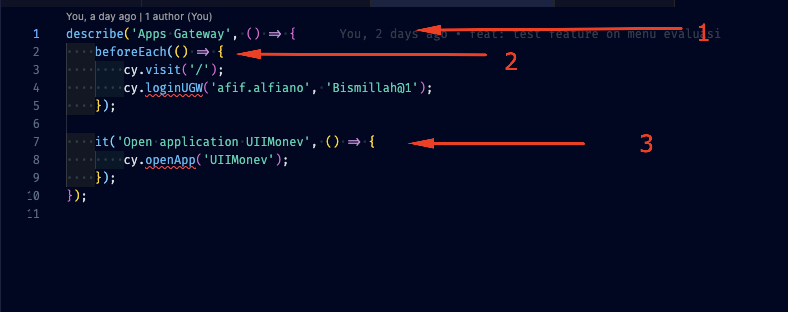 You, a day ago | 1 author (You)
1 describe('Apps Gateway', () => { You, 2 days ago • feat: test feature on menu evaluasi 1
2 beforeEach(() => { 2
3 cy.visit('/');
4 cy.loginUGW('afif.alfiano', 'Bismillah@1');
5 });
6
7 it('Open application UIIMonev', () => { 3
8 cy.openApp('UIIMonev');
9 });
10 });
11